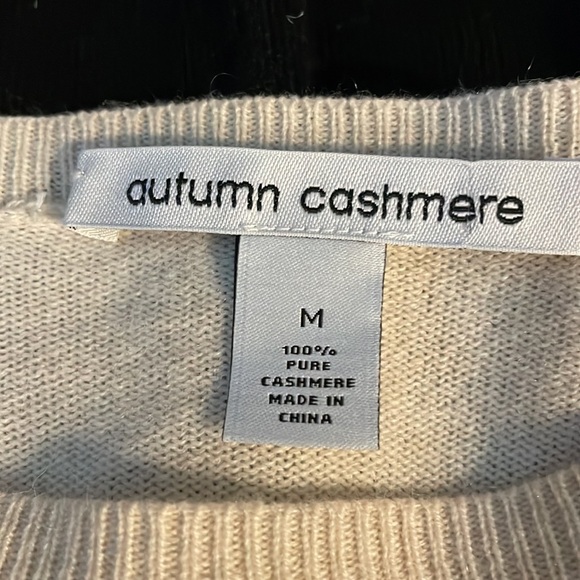 autumn cashmere
M
100%
PURE
CASHMERE
MADE IN
CHINA